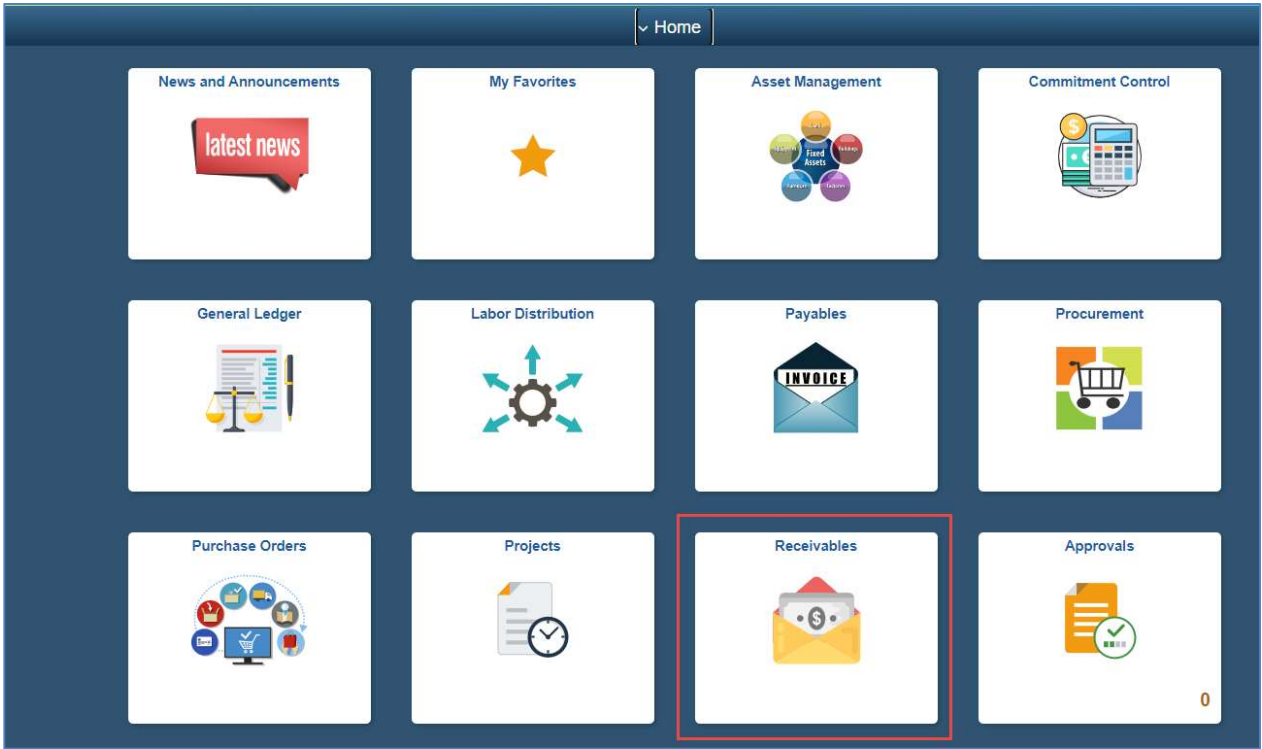 Home
News and Announcements
My Favorites
Asset Management
Commitment Control
latest news
Fixed
Assets
General Ledger
Labor Distribution
Payables
Procurement
INVOICE
Purchase Orders
Projects
Receivables
Approvals
0